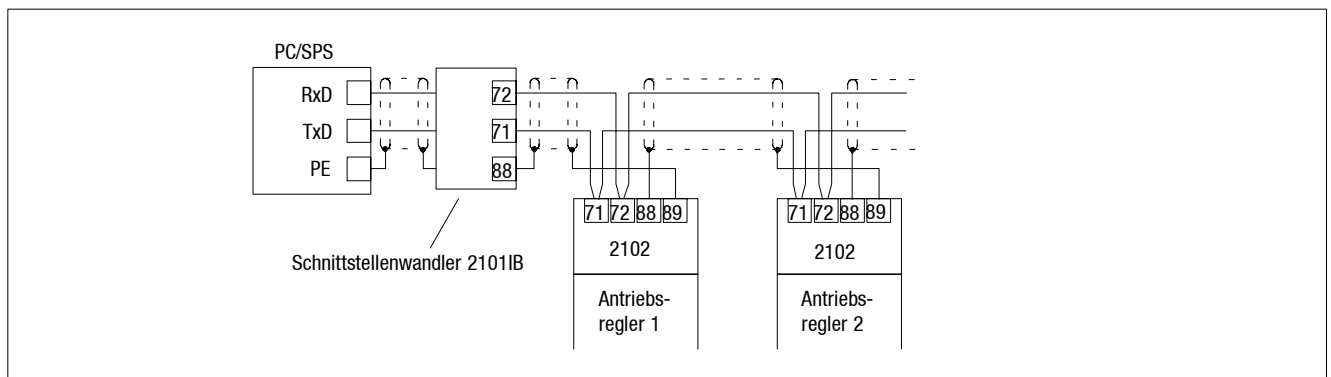 PC/SPS
RxD
TxD
PE
72
71
88
Schnittstellenwandler 2101IB
71 72 88 89
2102
Antriebs-
regler 1
71 72 88 89
2102
Antriebs-
regler 2